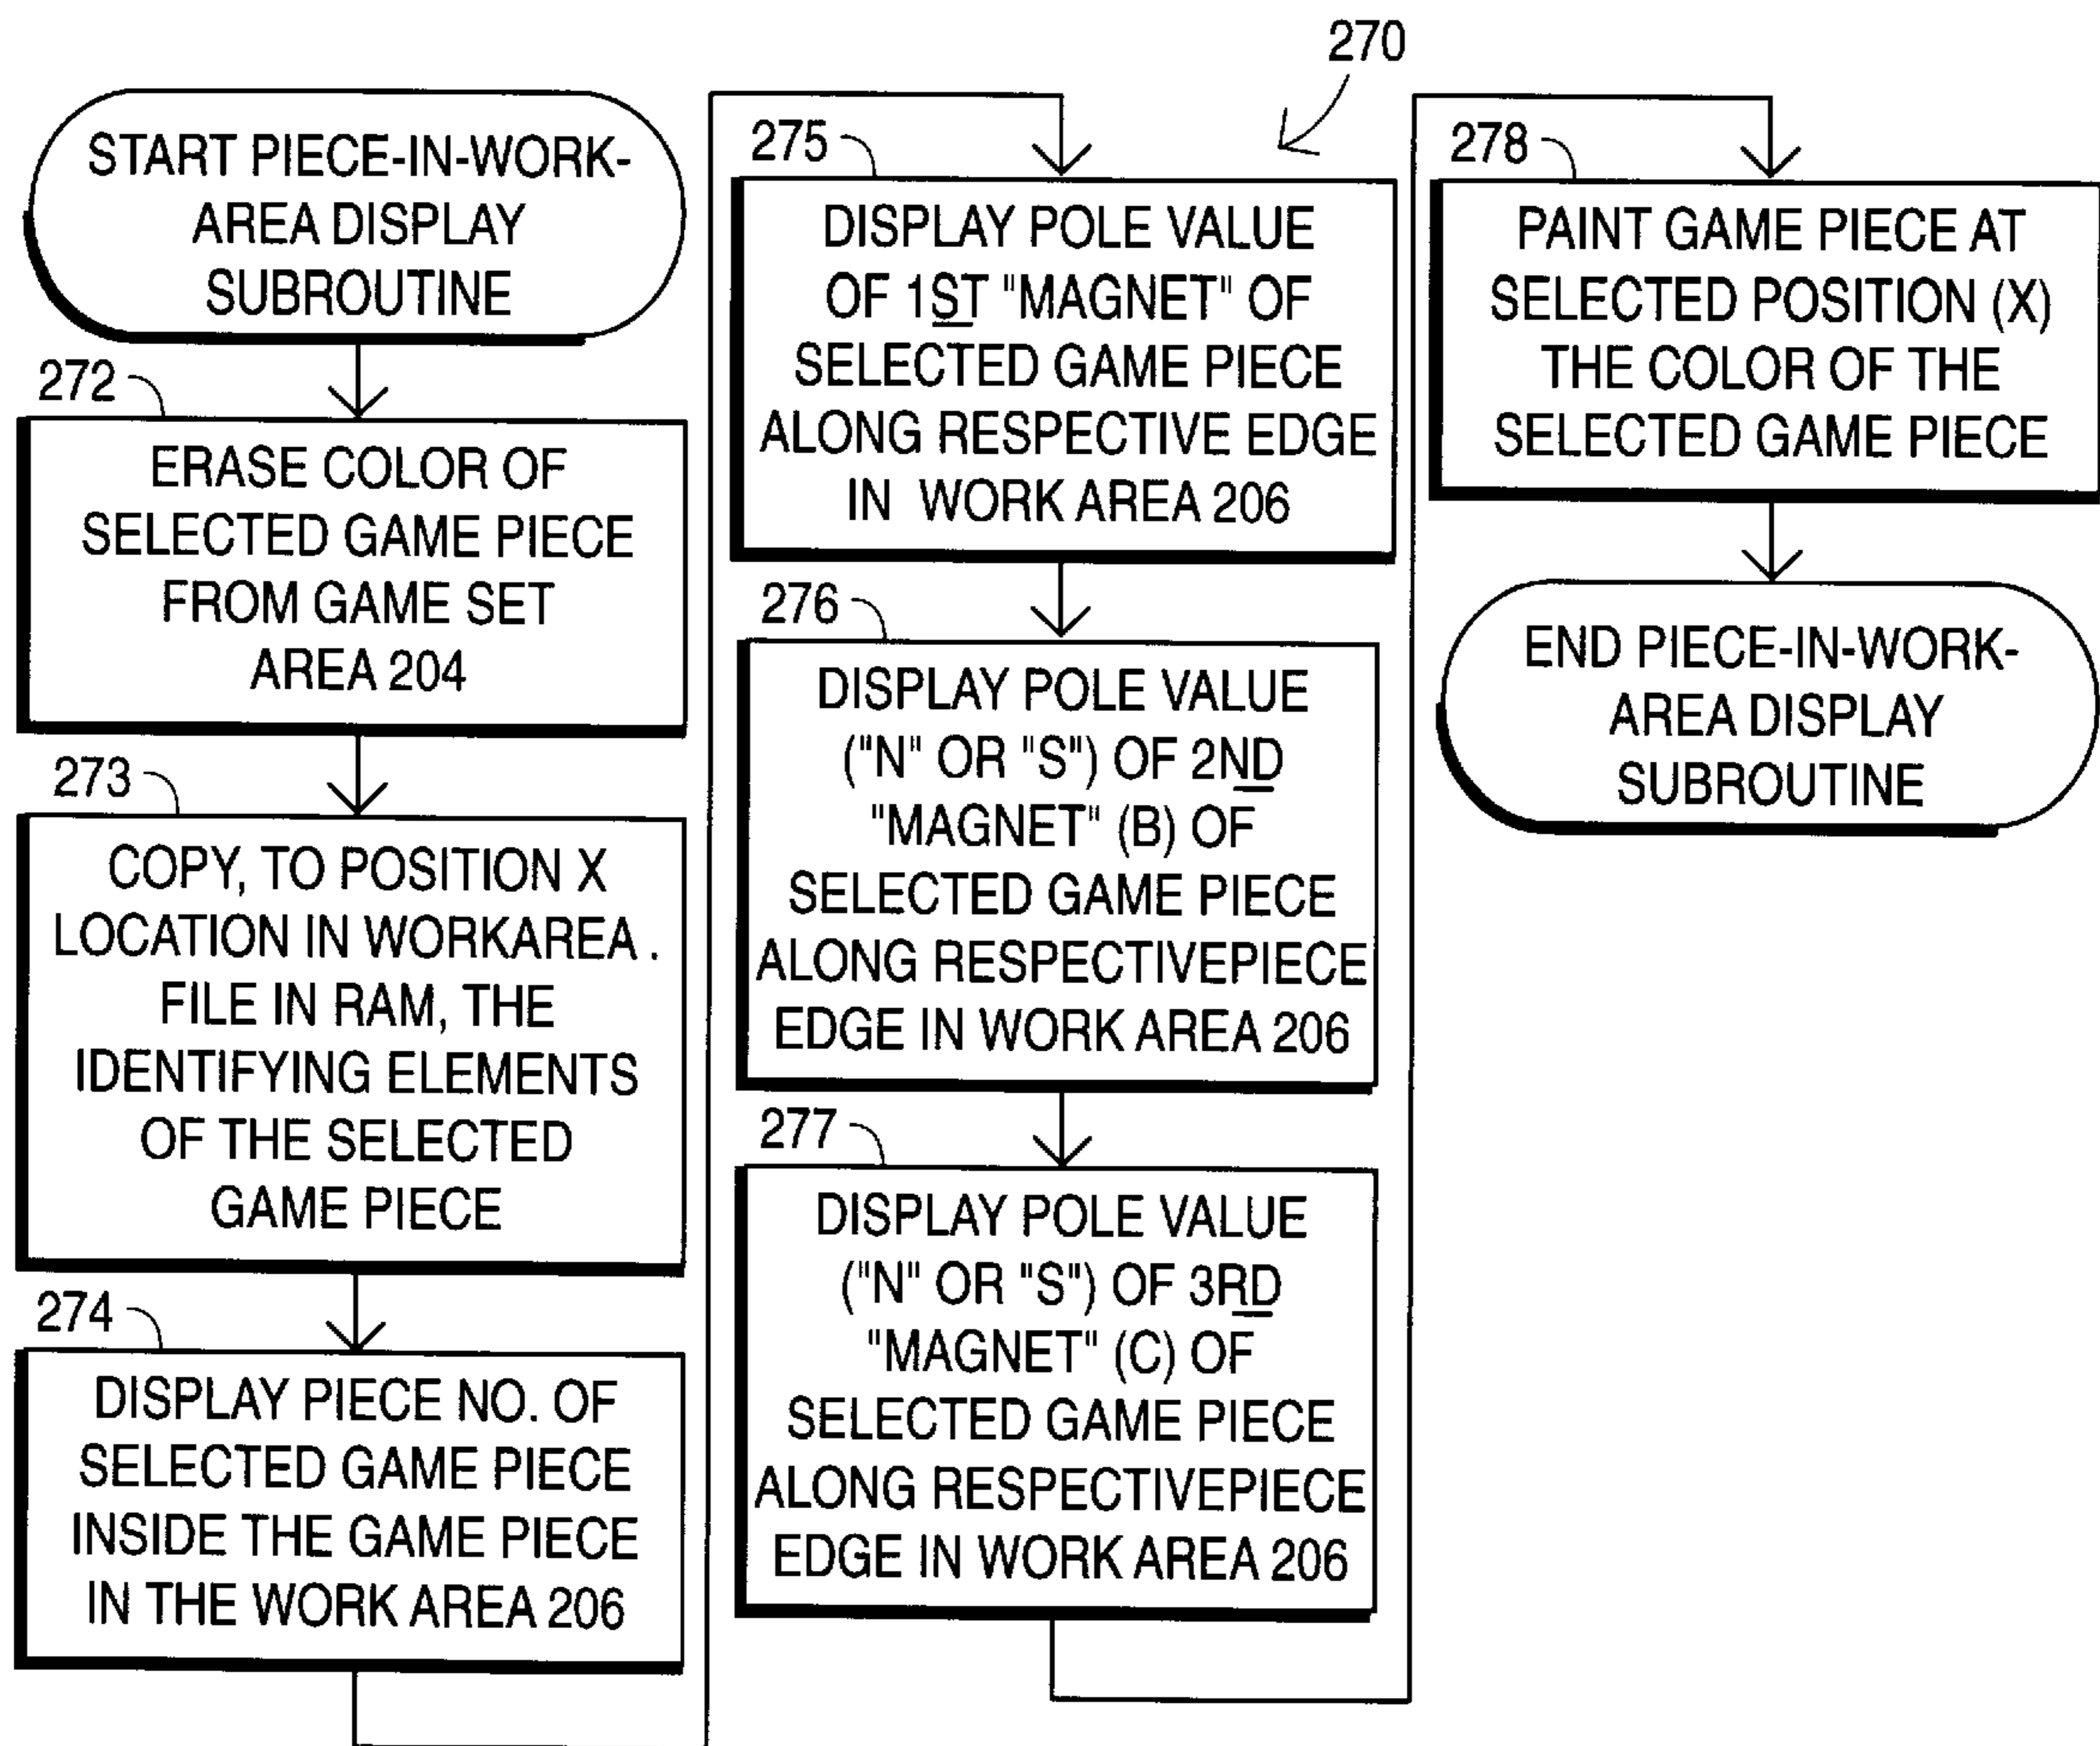 270
START PIECE-IN-WORK-
AREA DISPLAY
SUBROUTINE
272
ERASE COLOR OF
SELECTED GAME PIECE
FROM GAME SET
AREA 204
273
COPY, TO POSITION X
LOCATION IN WORKAREA .
FILE IN RAM, THE
IDENTIFYING ELEMENTS
OF THE SELECTED
GAME PIECE
274
DISPLAY PIECE NO. OF
SELECTED GAME PIECE
INSIDE THE GAME PIECE
IN THE WORK AREA 206
275
DISPLAY POLE VALUE
OF 1ST "MAGNET" OF
SELECTED GAME PIECE
ALONG RESPECTIVE EDGE
IN WORK AREA 206
276
DISPLAY POLE VALUE
("N" OR "S") OF 2ND
"MAGNET" (B) OF
SELECTED GAME PIECE
ALONG RESPECTIVEPIECE
EDGE IN WORK AREA 206
277
DISPLAY POLE VALUE
("N" OR "S") OF 3RD
"MAGNET" (C) OF
SELECTED GAME PIECE
ALONG RESPECTIVEPIECE
EDGE IN WORK AREA 206
278
PAINT GAME PIECE AT
SELECTED POSITION (X)
THE COLOR OF THE
SELECTED GAME PIECE
END PIECE-IN-WORK-
AREA DISPLAY
SUBROUTINE